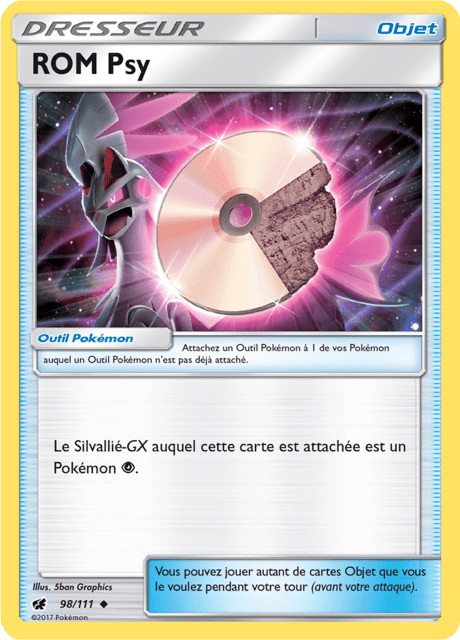 DRESSEUR
Objet
ROM Psy
Outil Pokémon
Attachez un Outil Pokémon à 1 de vos Pokémon
auquel un Outil Pokémon n'est pas déjà attaché.
Le Silvallié-GX auquel cette carte est attachée est un
Pokémon .
Vous pouvez jouer autant de cartes Objet que vous
le voulez pendant votre tour (avant votre attaque).
Illus. 5ban Graphics
98/111
©2017 Pokémon